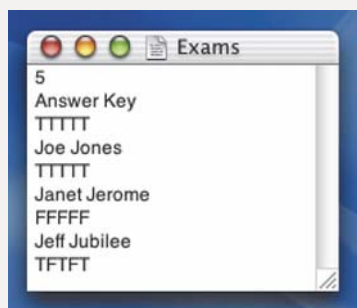 Exams
5
Answer Key
TTTTT
Joe Jones
TTTTT
Janet Jerome
FFFFF
Jeff Jubilee
TFTFT